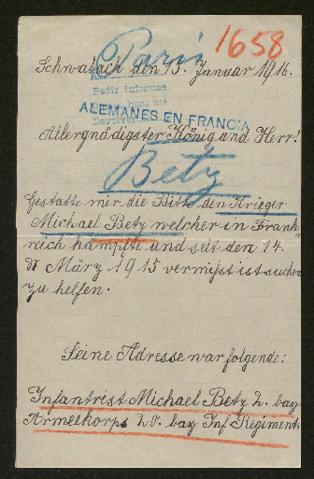 Paris
1658
Schwabach den 15. Januar 1916.
Pedir informes
Devolver
ALEMANES EN FRANCIA
Allergnädigster König und Herr!
Betz
Gestatte mir die Bitte den Krieger
Michael Betz welcher in Frank-
reich kämpfte und seit den 14.
März 1915 vermisst ist suchen
zu helfen.
Seine Adresse war folgende:
Infantrist Michael Betz 2. bay
Armeekorps 20. bay Inf Regiment